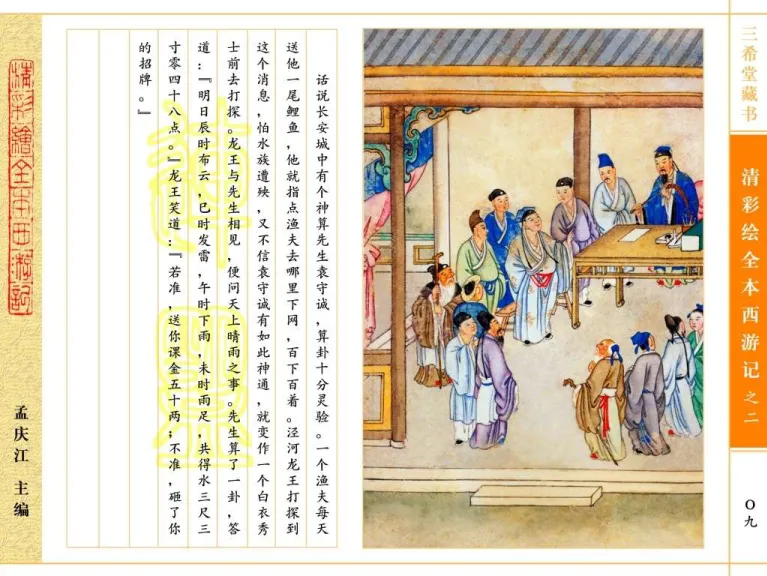 三希堂藏书
清彩绘全本西游记之二
〇九
话说长安城中有个神算先生袁守诚，算卦十分灵验。一个渔夫每天
送他一尾鲤鱼，他就指点渔夫去哪里下网，百下百着。泾河龙王打探到
这个消息，怕水族遭殃，又不信袁守诚有如此神通，就变作一个白衣秀
士前去打探。龙王与先生相见，便问天上晴雨之事。先生算了一卦，答
道：『明日辰时布云，巳时发雷，午时下雨，未时雨足，共得水三尺三
寸零四十八点。』龙王笑道：『若准，送你课金五十两；不准，砸了你
的招牌。』
清彩繪全本西游記
孟庆江 主编